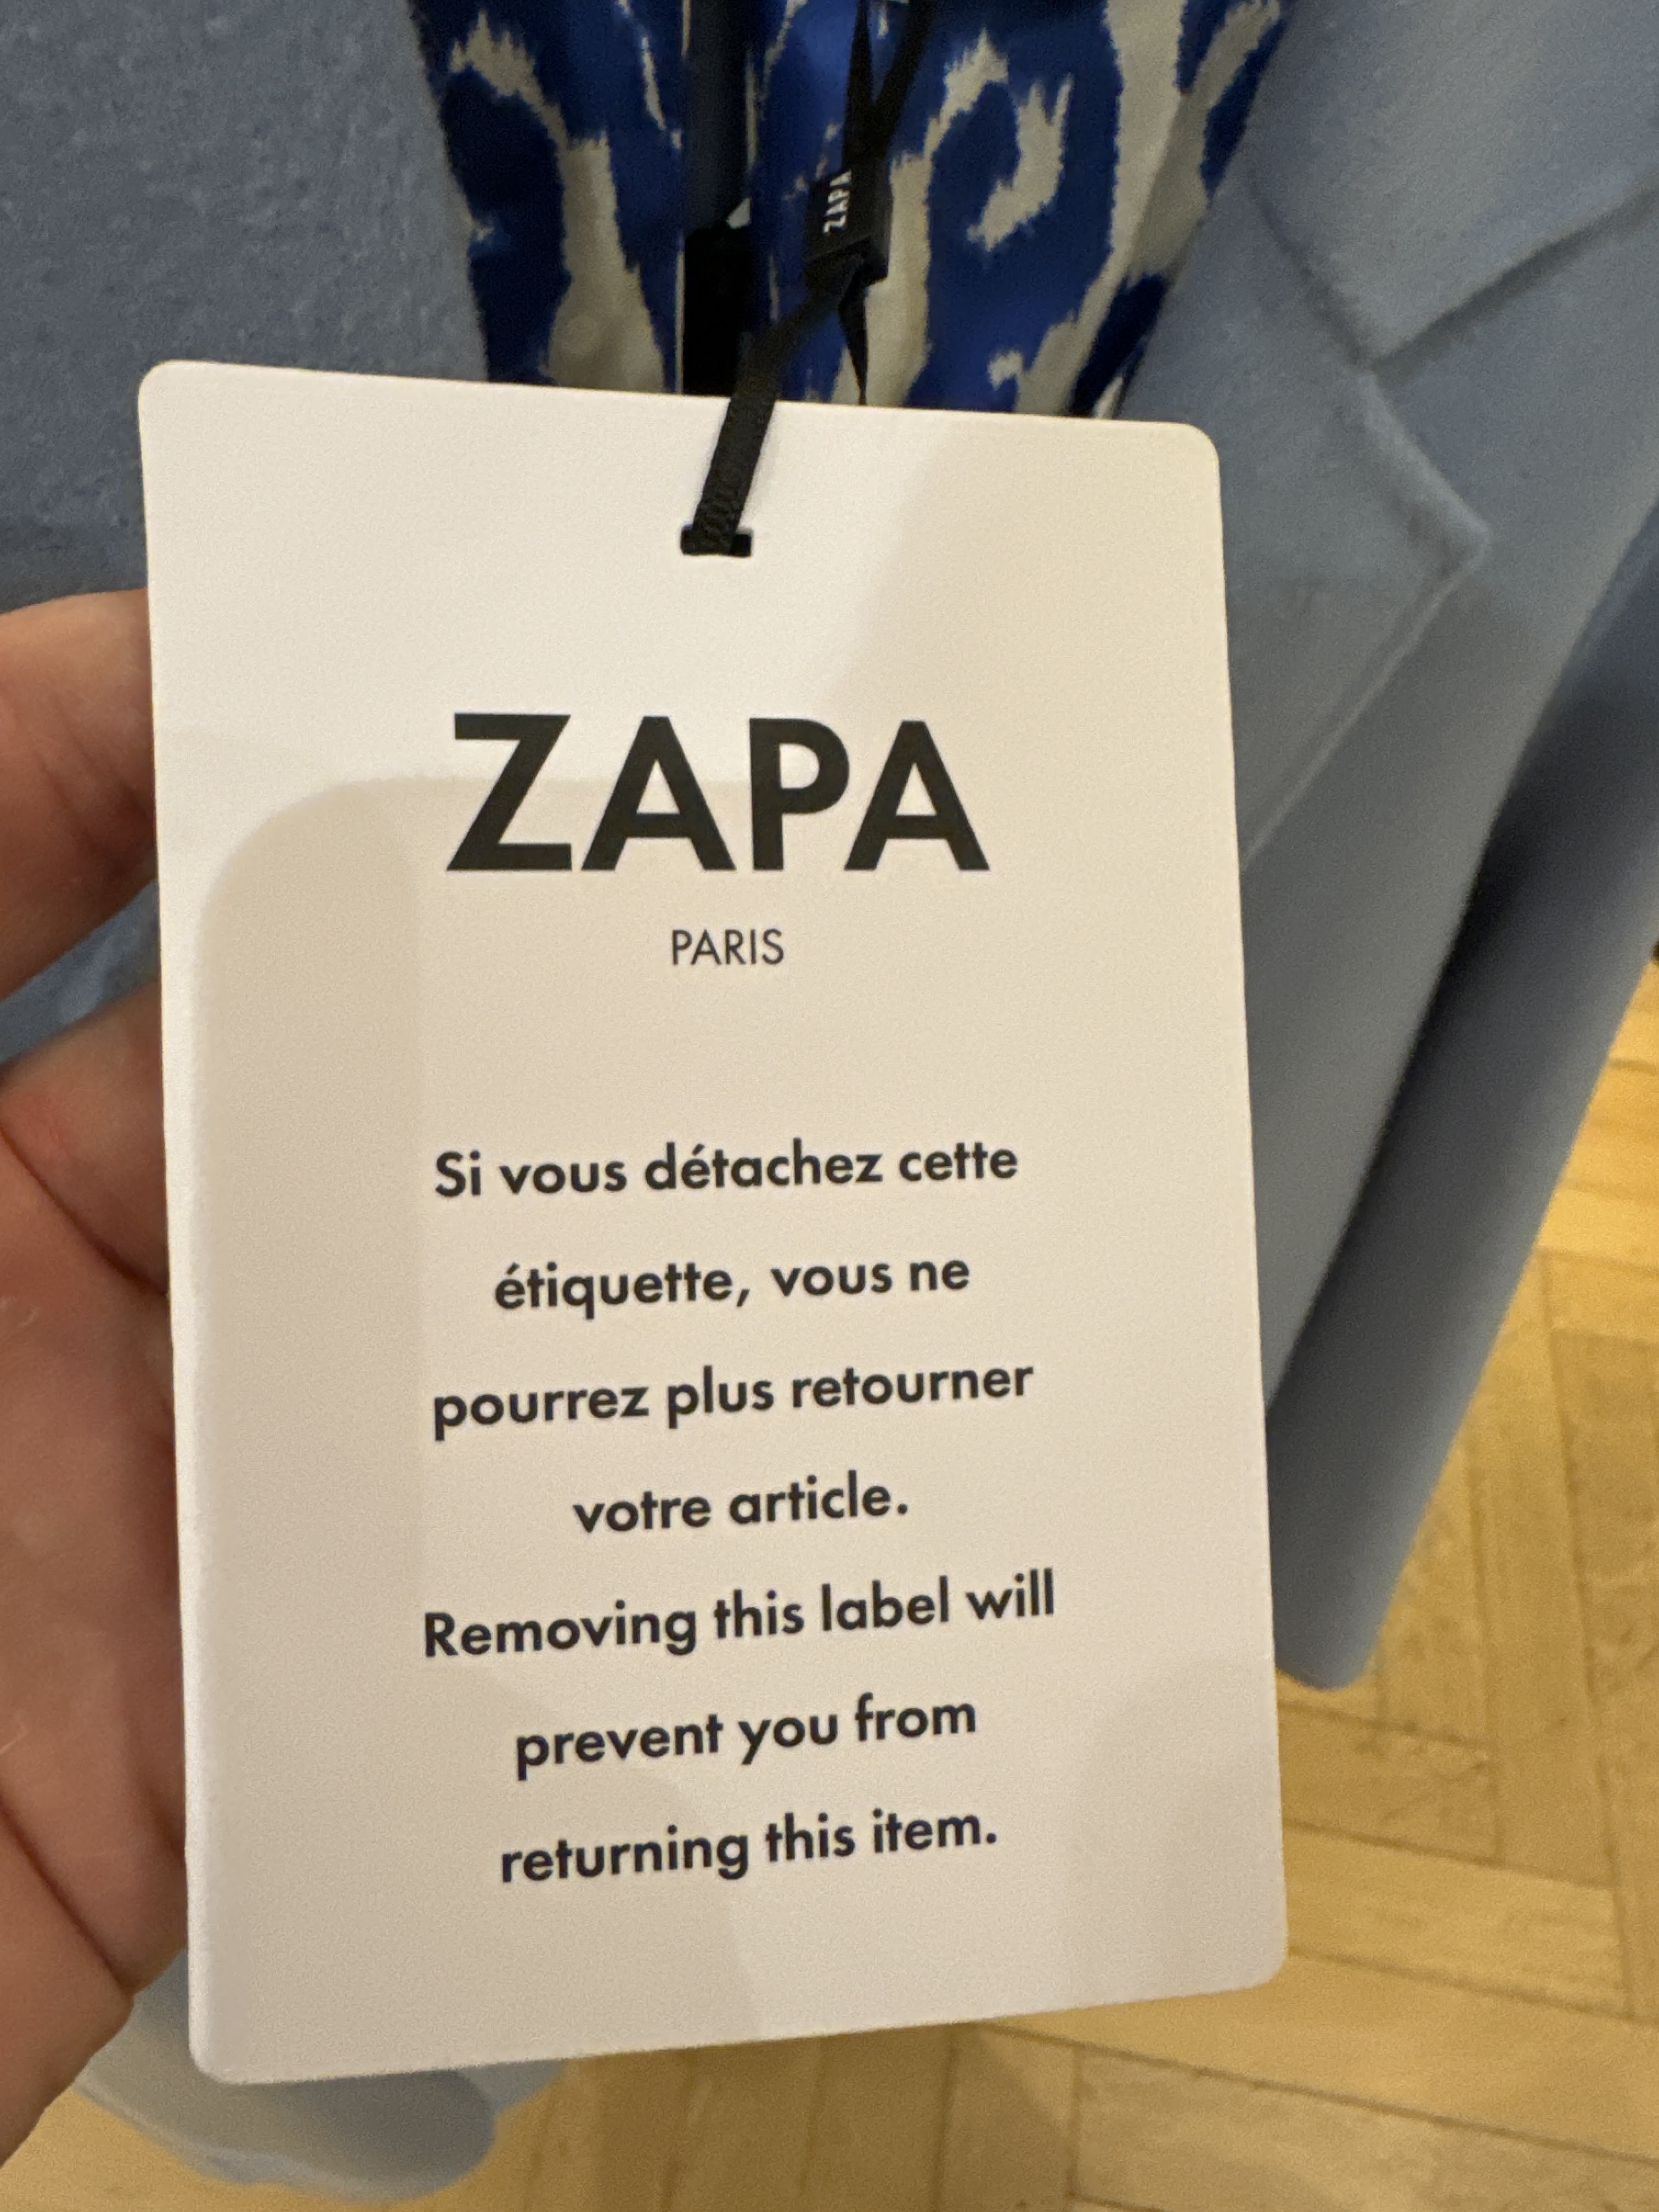 ZAPA
ZAPA
PARIS
Si vous détachez cette
étiquette, vous ne
pourrez plus retourner
votre article.
Removing this label will
prevent you from
returning this item.